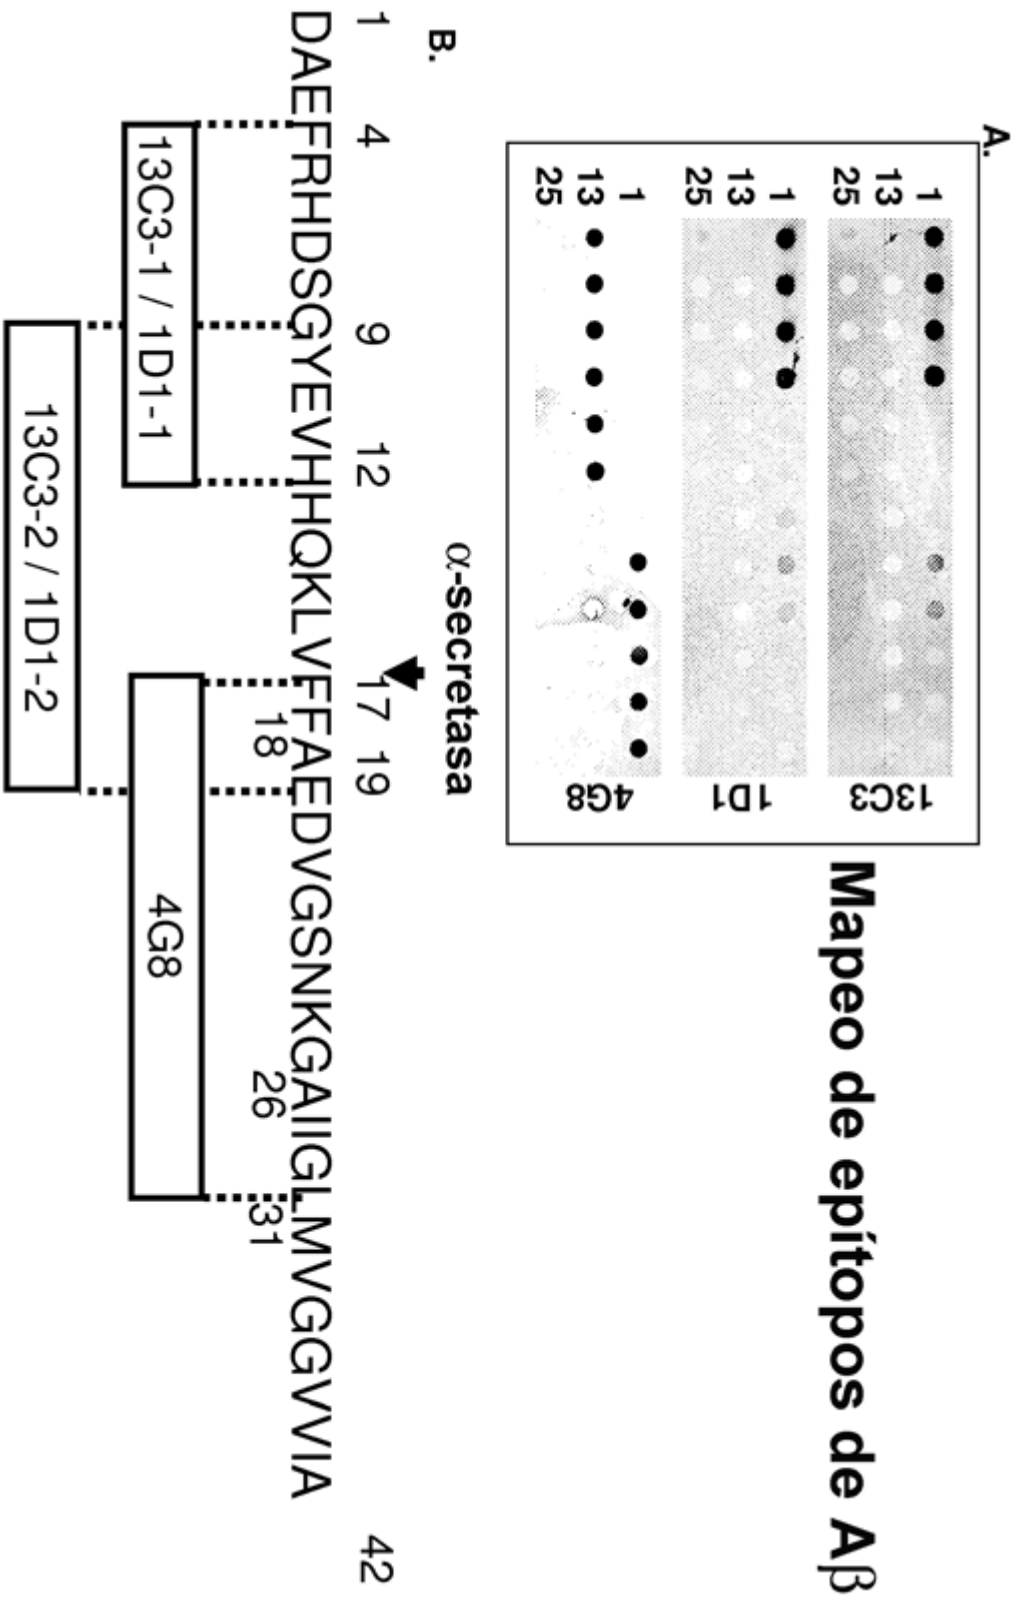 Mapeo de epítopos de Aβ
A.
1
13
25
13C3
1
13
25
1D1
1
13
25
4G8
B.
α-secretasa
1 4 9 12 17 19 42
DAEFRHDSGYEVHHQKLVFFAEDVGSNKGAIIGLMVGGVVIA
18 26 31
13C3-1 / 1D1-1
4G8
13C3-2 / 1D1-2